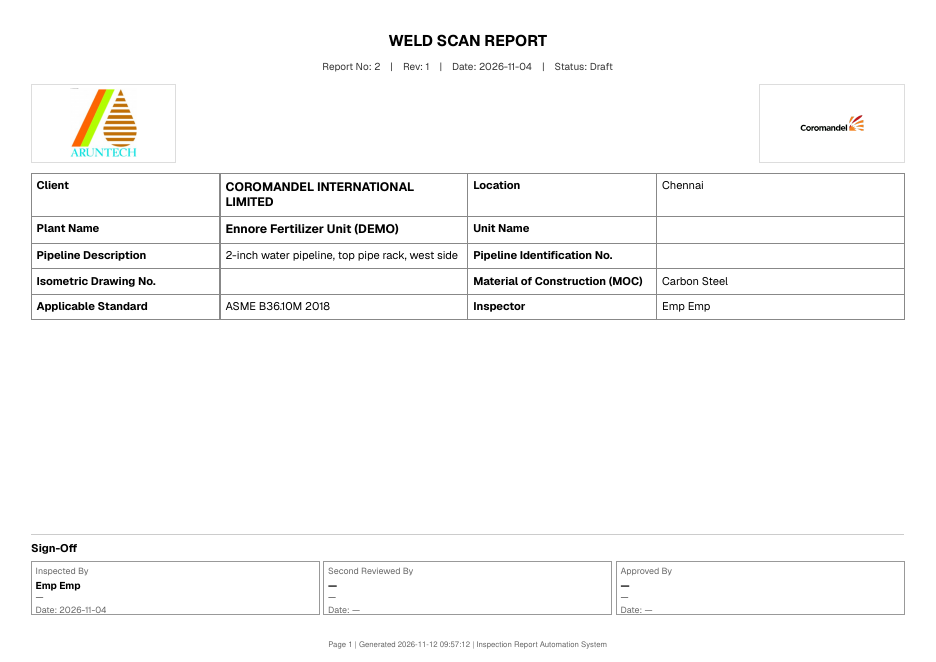 WELD SCAN REPORT
Report No: 2 | Rev: 1 | Date: 2026-11-04 | Status: Draft
ARUNTECH
Coromandel
Client
COROMANDEL INTERNATIONAL
LIMITED
Location
Chennai
Plant Name
Ennore Fertilizer Unit (DEMO)
Unit Name
Pipeline Description
2-inch water pipeline, top pipe rack, west side
Pipeline Identification No.
Isometric Drawing No.
Material of Construction (MOC)
Carbon Steel
Applicable Standard
ASME B36.10M 2018
Inspector
Emp Emp
Sign-Off
Inspected By
Emp Emp
—
Date: 2026-11-04
Second Reviewed By
—
—
Date: —
Approved By
—
—
Date: —
Page 1 | Generated 2026-11-12 09:57:12 | Inspection Report Automation System